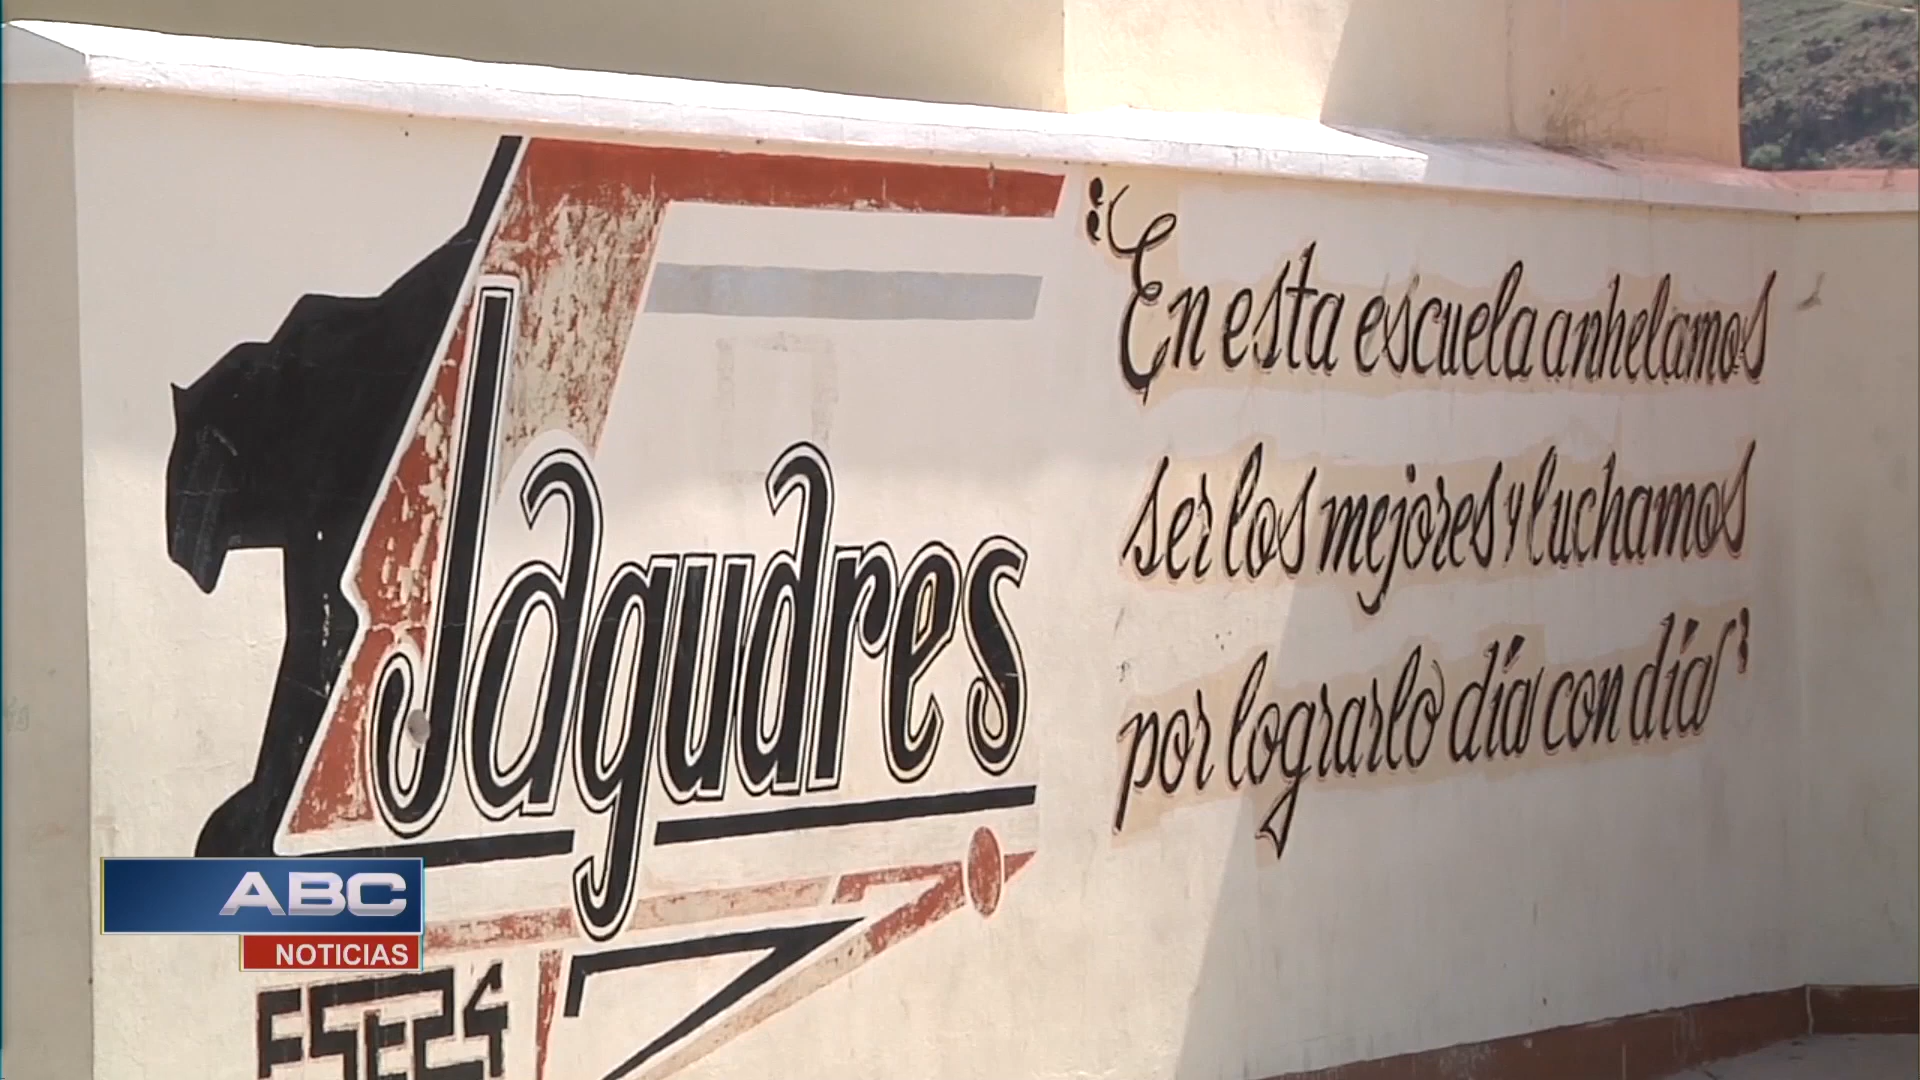 Jaguares
"En esta escuela anhelamos
ser los mejores y luchamos
por lograrlo día con día"
ABC
NOTICIAS